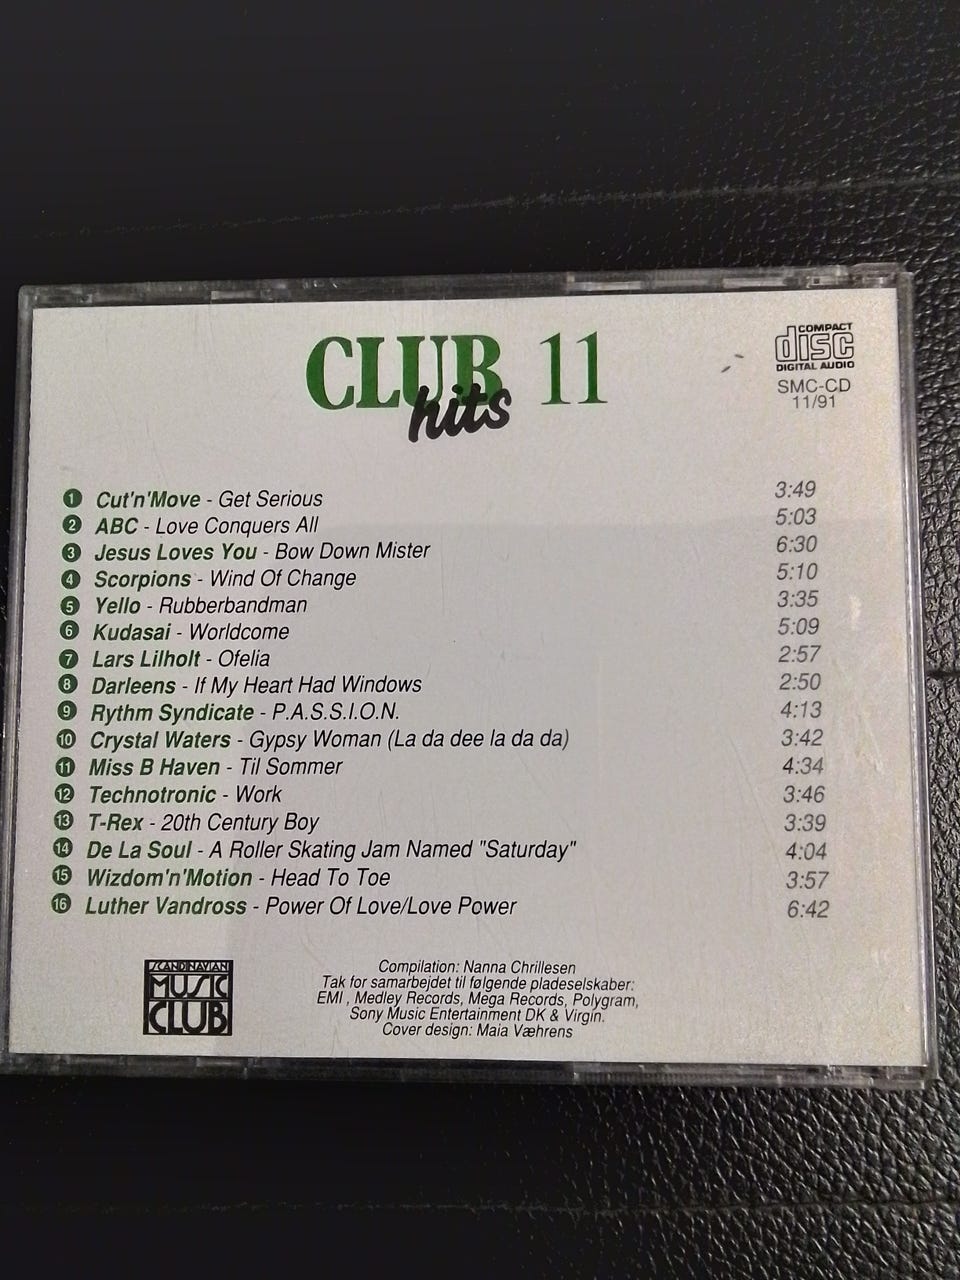 CLUB 11
hits
COMPACT
disc
DIGITAL AUDIO
SMC-CD
11/91
1 Cut'n'Move - Get Serious 3:49
2 ABC - Love Conquers All 5:03
3 Jesus Loves You - Bow Down Mister 6:30
4 Scorpions - Wind Of Change 5:10
5 Yello - Rubberbandman 3:35
6 Kudasai - Worldcome 5:09
7 Lars Lilholt - Ofelia 2:57
8 Darleens - If My Heart Had Windows 2:50
9 Rythm Syndicate - P.A.S.S.I.O.N. 4:13
10 Crystal Waters - Gypsy Woman (La da dee la da da) 3:42
11 Miss B Haven - Til Sommer 4:34
12 Technotronic - Work 3:46
13 T-Rex - 20th Century Boy 3:39
14 De La Soul - A Roller Skating Jam Named "Saturday" 4:04
15 Wizdom'n'Motion - Head To Toe 3:57
16 Luther Vandross - Power Of Love/Love Power 6:42
SCANDINAVIAN
MUSIC
CLUB
Compilation: Nanna Chrillesen
Tak for samarbejdet til følgende pladeselskaber:
EMI , Medley Records, Mega Records, Polygram,
Sony Music Entertainment DK & Virgin.
Cover design: Maia Væhrens